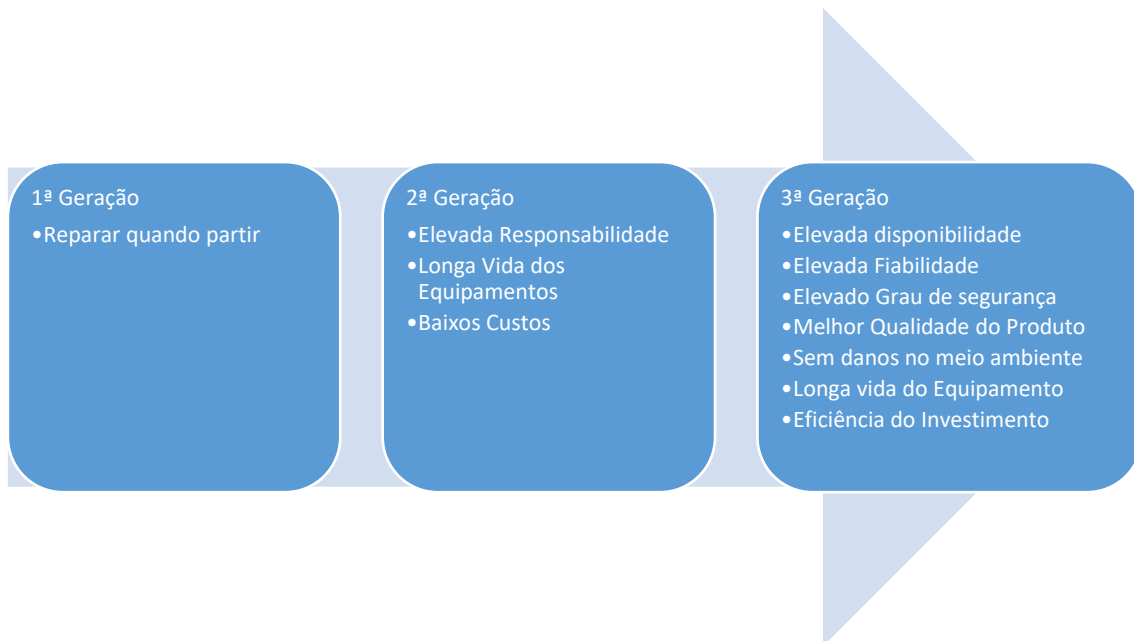 1ª Geração
•Reparar quando partir
2ª Geração
•Elevada Responsabilidade
•Longa Vida dos
Equipamentos
•Baixos Custos
3ª Geração
•Elevada disponibilidade
•Elevada Fiabilidade
•Elevado Grau de segurança
•Melhor Qualidade do Produto
•Sem danos no meio ambiente
•Longa vida do Equipamento
•Eficiência do Investimento